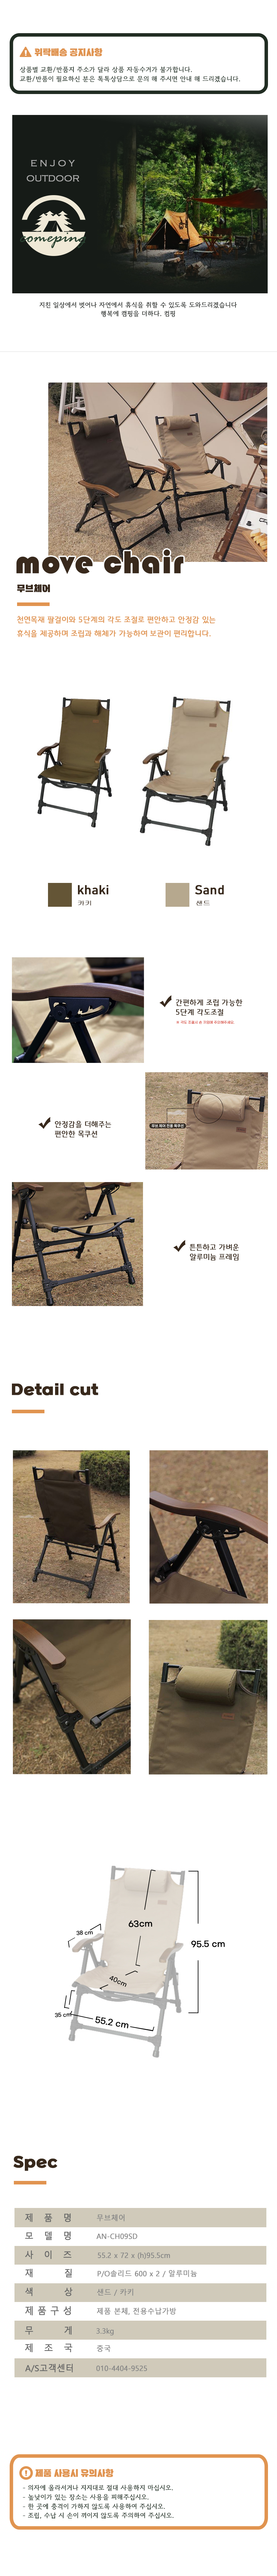 위탁배송 공지사항
상품별 교환/반품지 주소가 달라 상품 자동수거가 불가합니다.
교환/반품이 필요하신 분은 톡톡상담으로 문의 해 주시면 안내 해 드리겠습니다.
ENJOY
OUTDOOR
지친 일상에서 벗어나 자연에서 휴식을 취할 수 있도록 도와드리겠습니다
행복에 캠핑을 더하다. 컴핑
move chair
무브체어
천연목재 팔걸이와 5단계의 각도 조절로 편안하고 안정감 있는
휴식을 제공하며 조립과 해체가 가능하여 보관이 편리합니다.
khaki
카키
Sand
샌드
간편하게 조립 가능한
5단계 각도조절
안정감을 더해주는
편안한 목쿠션
무브 체어 전용 목쿠션
튼튼하고 가벼운
알루미늄 프레임
Detail cut
63cm
38 cm
95.5 cm
40cm
35 cm
55.2 cm
Spec
제품명 무브체어
모델명 AN-CH09SD
사이즈 55.2 x 72 x (h)95.5cm
재질 P/O솔리드 600 x 2 / 알루미늄
색상 샌드 / 카키
제품구성 제품 본체, 전용수납가방
무게 3.3kg
제조국 중국
A/S고객센터 010-4404-9525
제품 사용시 유의사항
- 의자에 올라서거나 지지대로 절대 사용하지 마십시오.
- 높낮이가 있는 장소는 사용을 피해주십시오.
- 한 곳에 충격이 가하지 않도록 사용하여 주십시오.
- 조립, 수납 시 손이 끼이지 않도록 주의하여 주십시오.